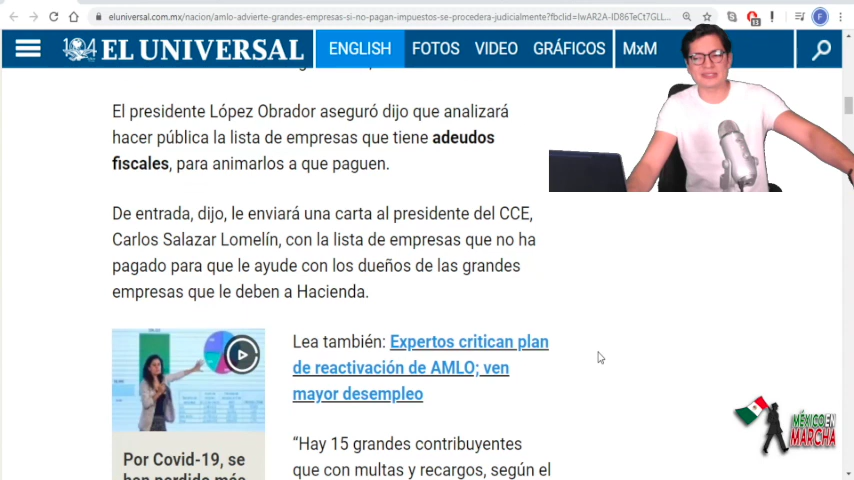 eluniversal.com.mx/nacion/amlo-advierte-grandes-empresas-si-no-pagan-impuestos-se-procedera-judicialmente?fbclid=IwAR2A-ID86TeCt7GLL...
EL UNIVERSAL
ENGLISH
FOTOS
VIDEO
GRÁFICOS
MxM
El presidente López Obrador aseguró dijo que analizará
hacer pública la lista de empresas que tiene adeudos
fiscales, para animarlos a que paguen.
De entrada, dijo, le enviará una carta al presidente del CCE,
Carlos Salazar Lomelín, con la lista de empresas que no ha
pagado para que le ayude con los dueños de las grandes
empresas que le deben a Hacienda.
Lea también: Expertos critican plan
de reactivación de AMLO; ven
mayor desempleo
Por Covid-19, se
han perdido más
"Hay 15 grandes contribuyentes
que con multas y recargos, según el
MÉXICO EN
MARCHA